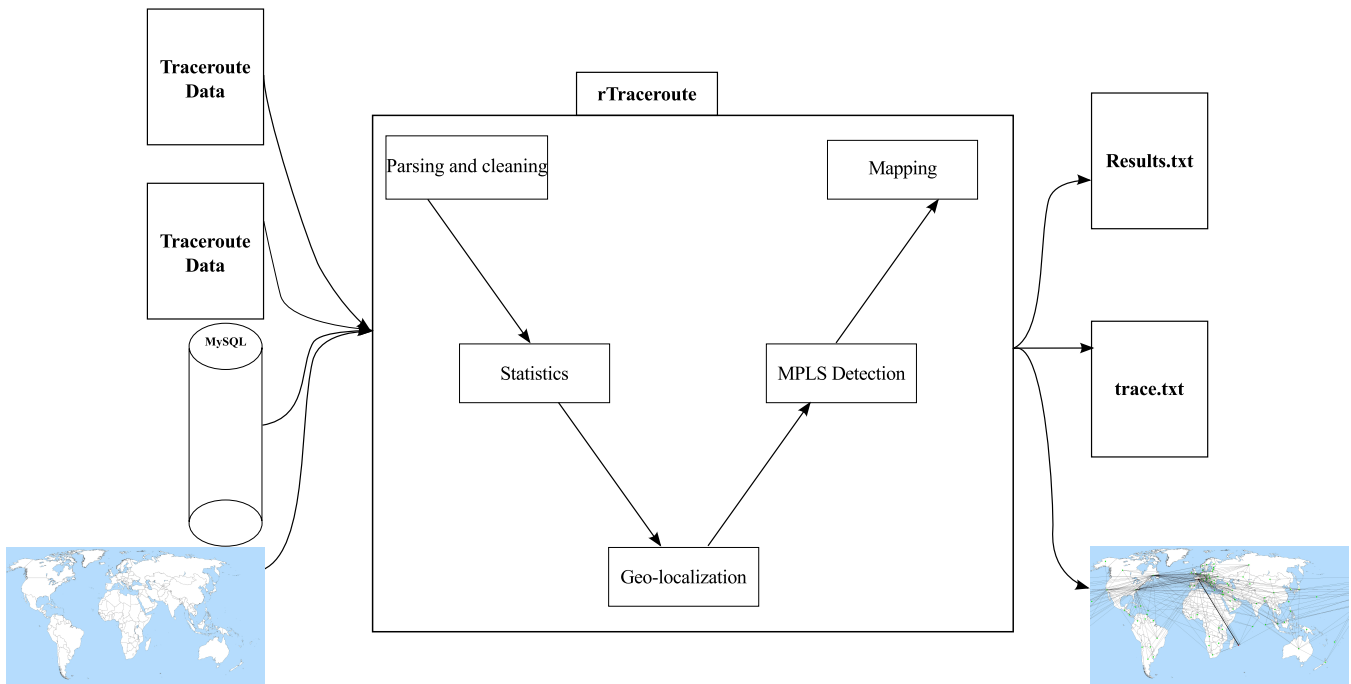 Traceroute
Data
Traceroute
Data
MySQL
rTraceroute
Parsing and cleaning
Mapping
Statistics
MPLS Detection
Geo-localization
Results.txt
trace.txt